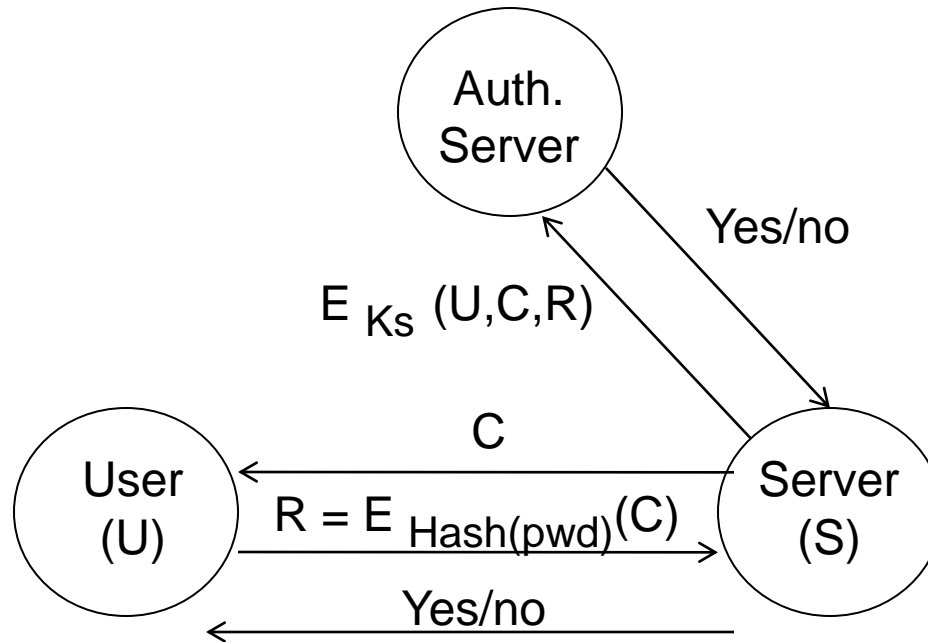 Auth.
Server
Yes/no
E Ks (U,C,R)
C
User
(U)
R = E Hash(pwd)(C)
Server
(S)
Yes/no